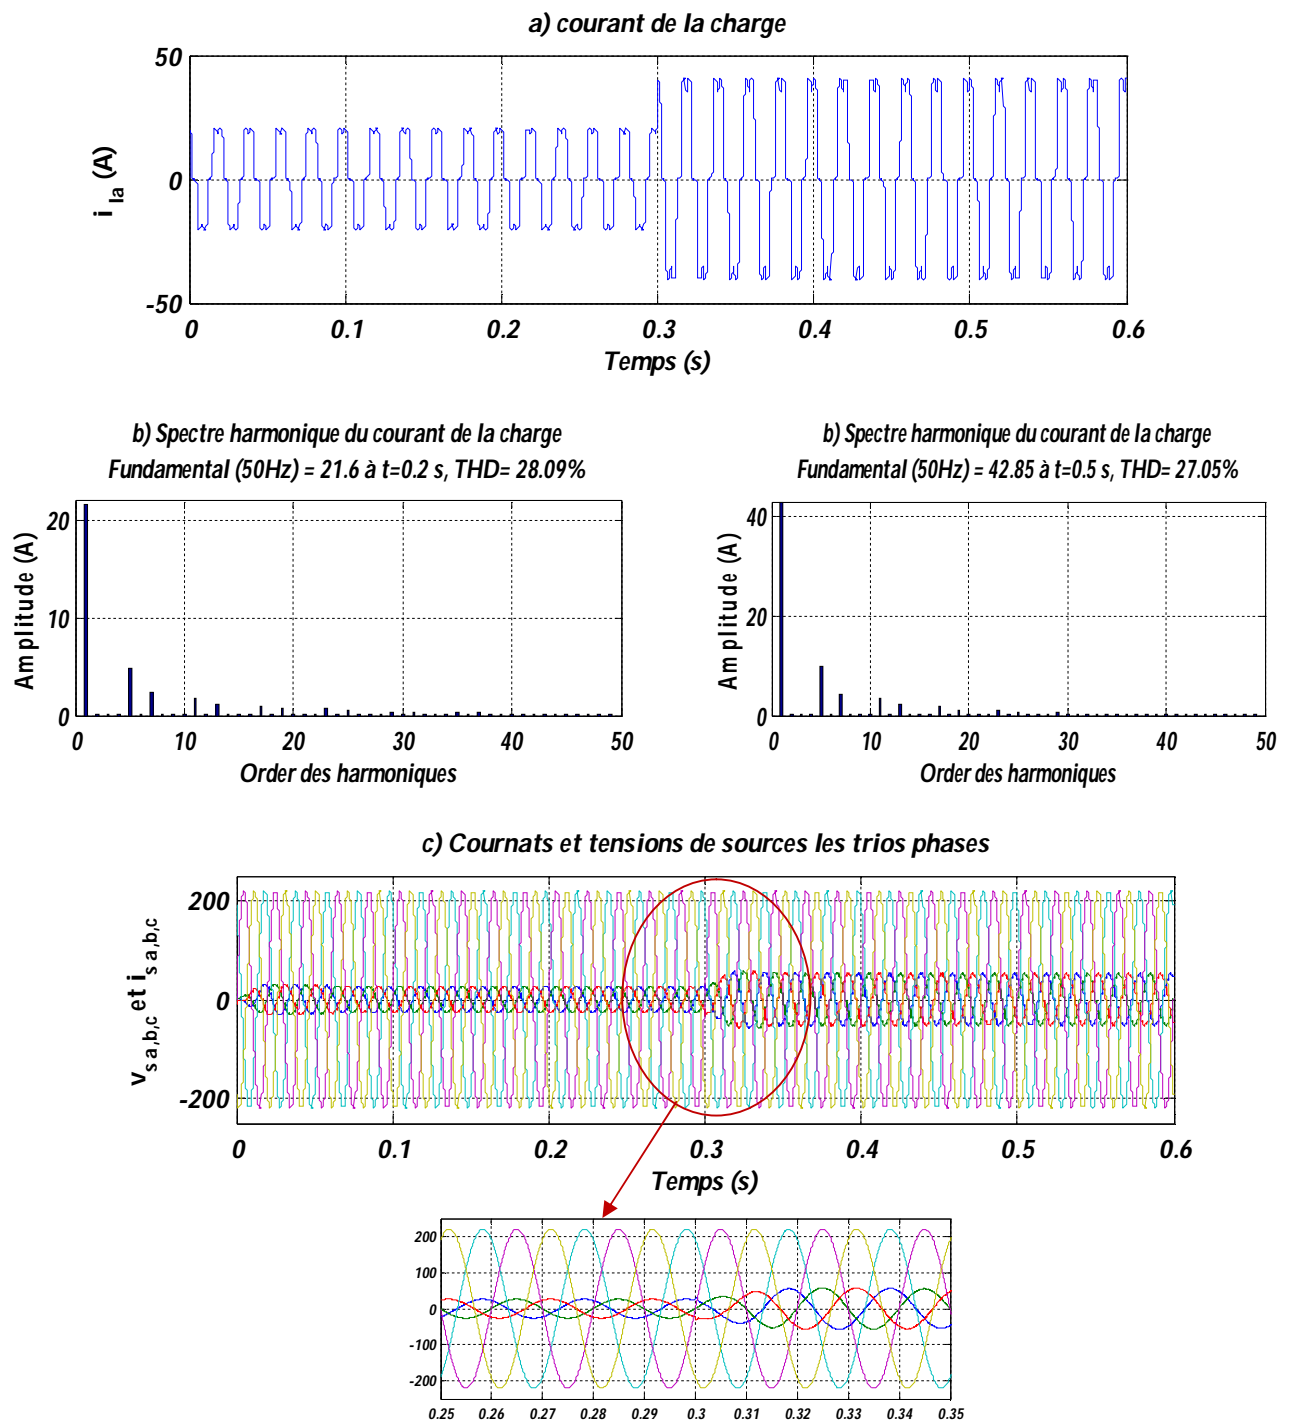 a) courant de la charge
50
0
-50
i la (A)
0 0.1 0.2 0.3 0.4 0.5 0.6
Temps (s)
b) Spectre harmonique du courant de la charge
Fundamental (50Hz) = 21.6 à t=0.2 s, THD= 28.09%
20
10
0
Amplitude (A)
0 10 20 30 40 50
Order des harmoniques
b) Spectre harmonique du courant de la charge
Fundamental (50Hz) = 42.85 à t=0.5 s, THD= 27.05%
40
20
0
Amplitude (A)
0 10 20 30 40 50
Order des harmoniques
c) Cournats et tensions de sources les trios phases
200
0
-200
v s a,b,c et i s a,b,c
0 0.1 0.2 0.3 0.4 0.5 0.6
Temps (s)
200
100
0
-100
-200
0.25 0.26 0.27 0.28 0.29 0.3 0.31 0.32 0.33 0.34 0.35